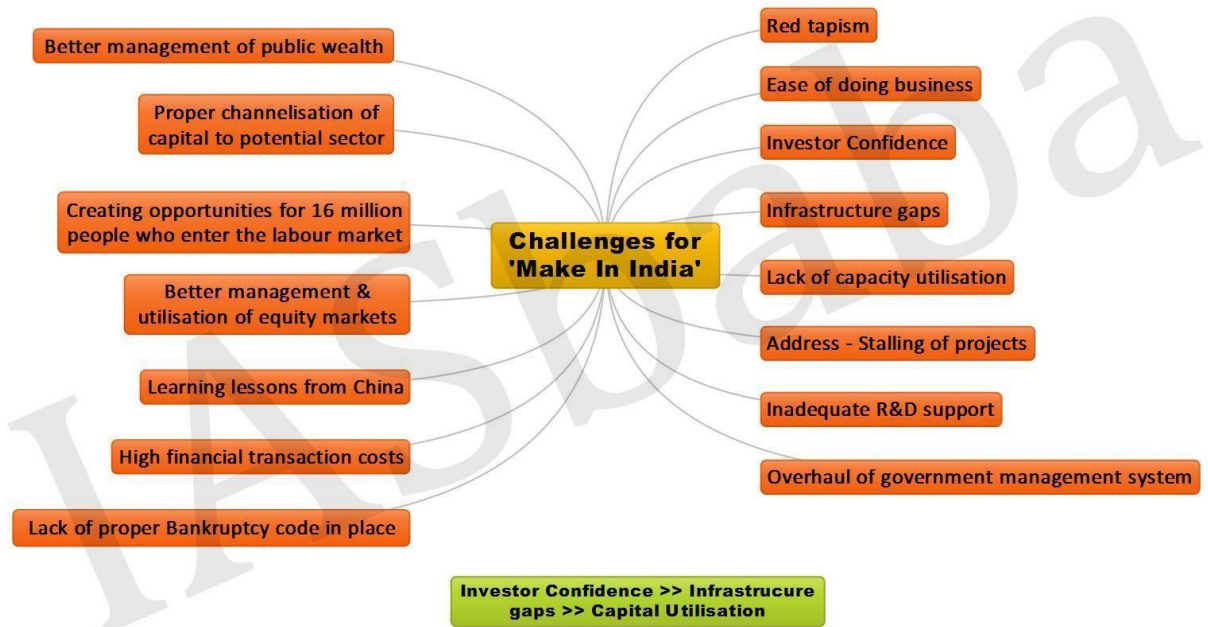 Challenges for
'Make In India'
Better management of public wealth
Proper channelisation of
capital to potential sector
Creating opportunities for 16 million
people who enter the labour market
Better management &
utilisation of equity markets
Learning lessons from China
High financial transaction costs
Lack of proper Bankruptcy code in place
Red tapism
Ease of doing business
Investor Confidence
Infrastructure gaps
Lack of capacity utilisation
Address - Stalling of projects
Inadequate R&D support
Overhaul of government management system
Investor Confidence >> Infrastrucure
gaps >> Capital Utilisation
IASbaba